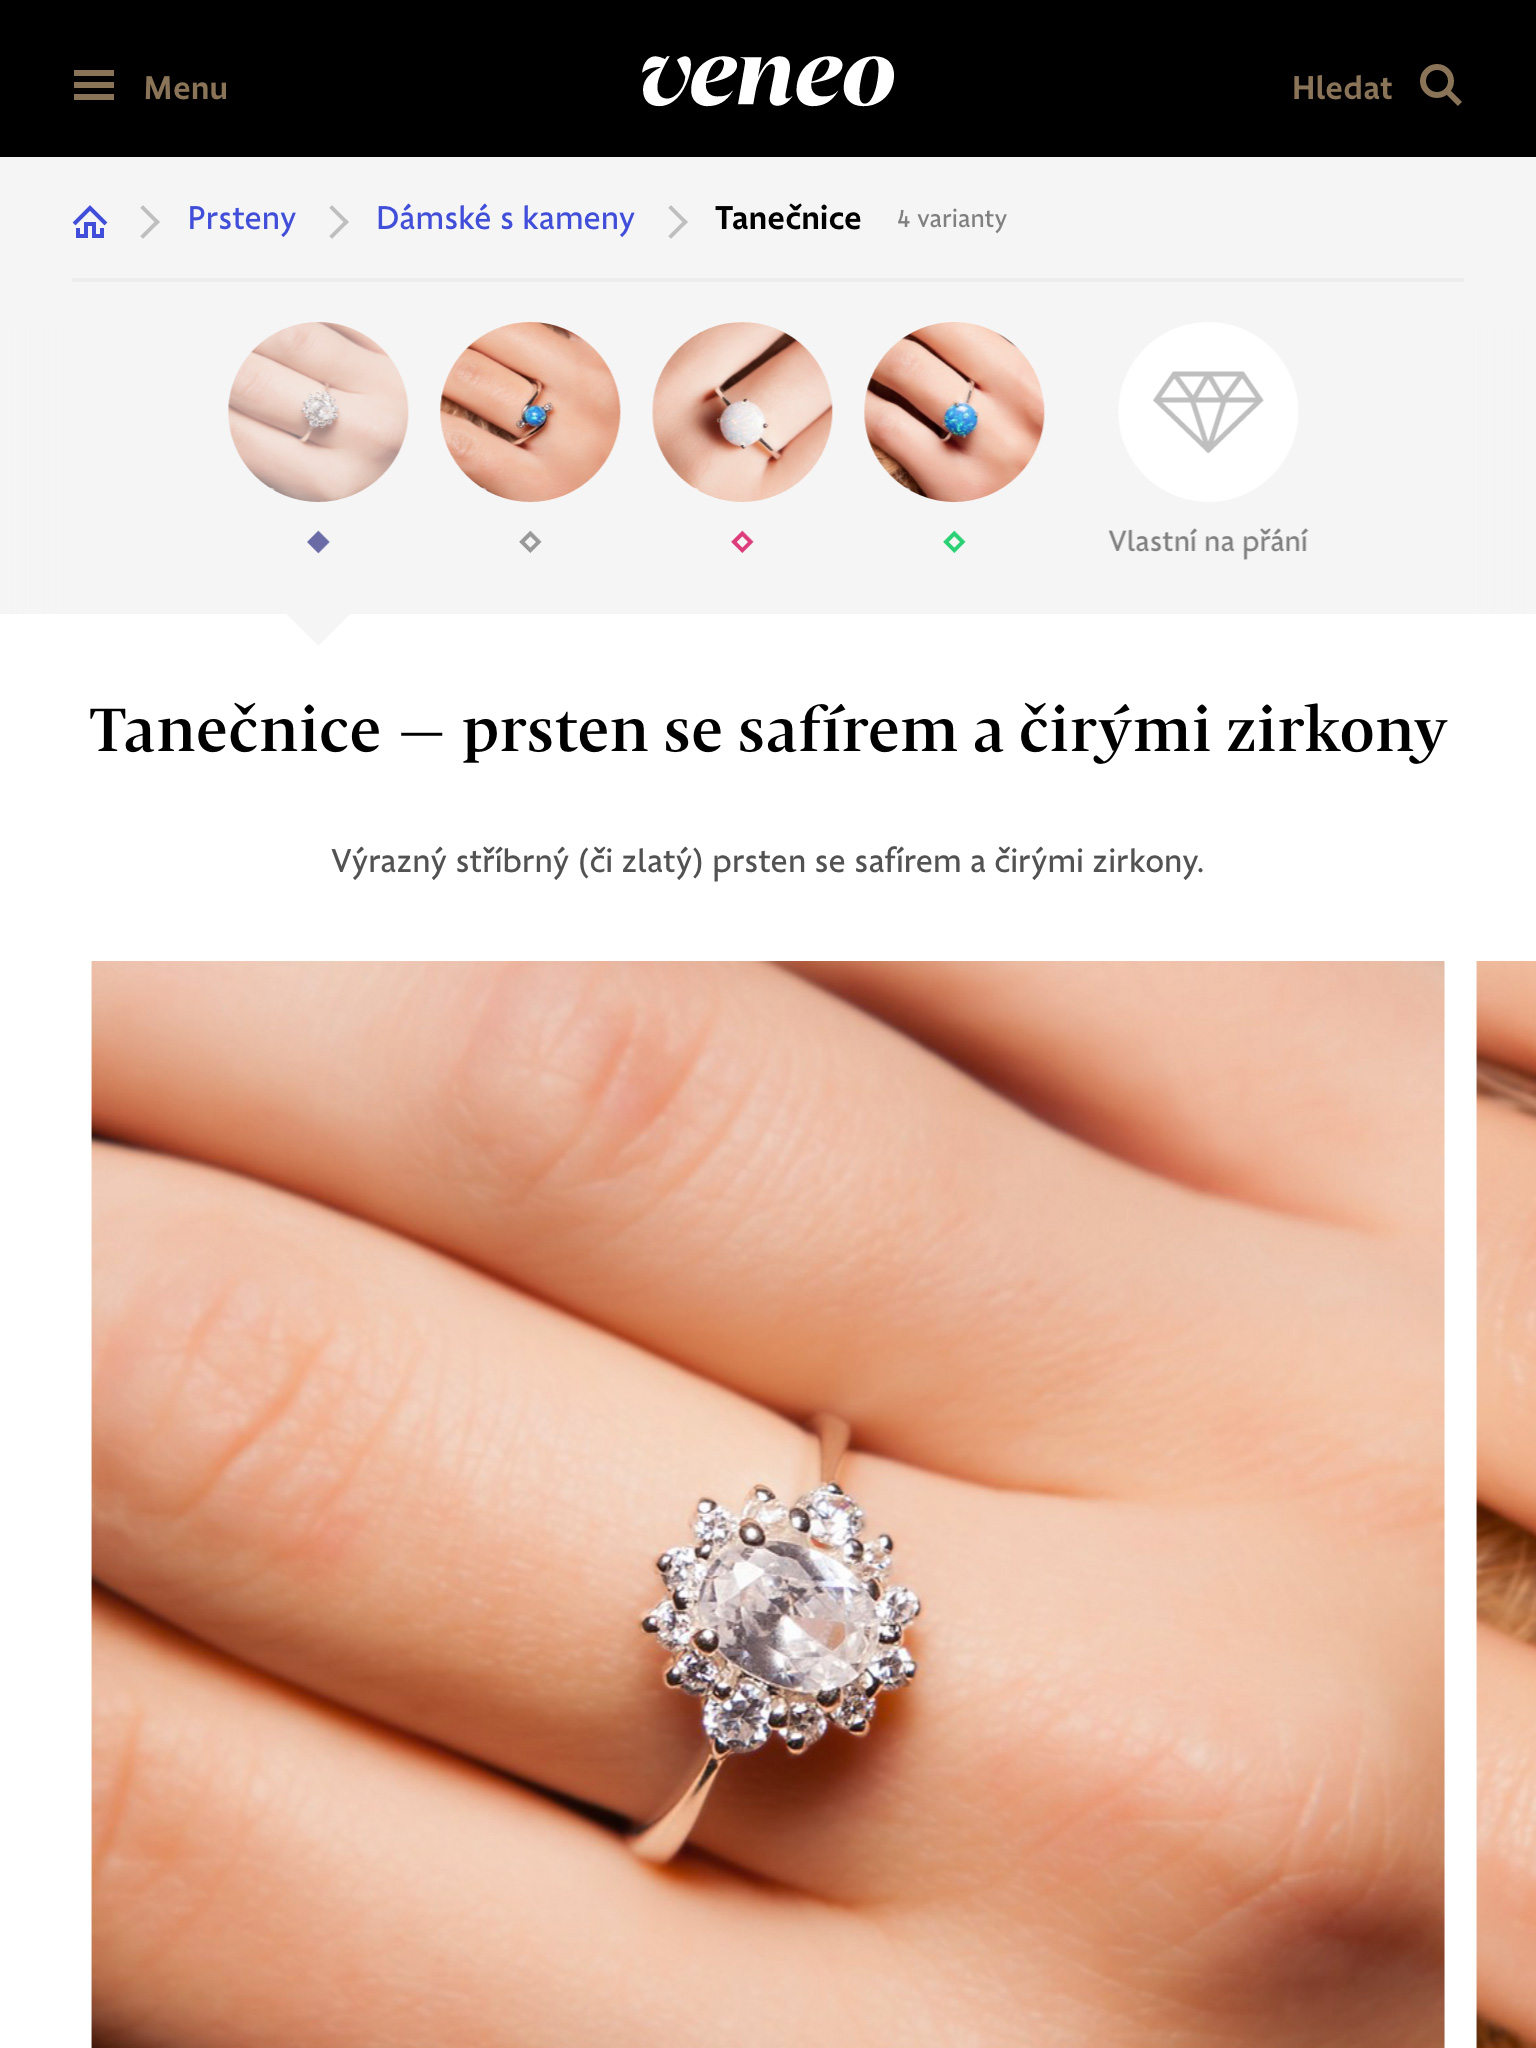 Menu
veneo
Hledat
Prsteny
Dámské s kameny
Tanečnice
4 varianty
Vlastní na přání
Tanečnice — prsten se safírem a čirými zirkony
Výrazný stříbrný (či zlatý) prsten se safírem a čirými zirkony.